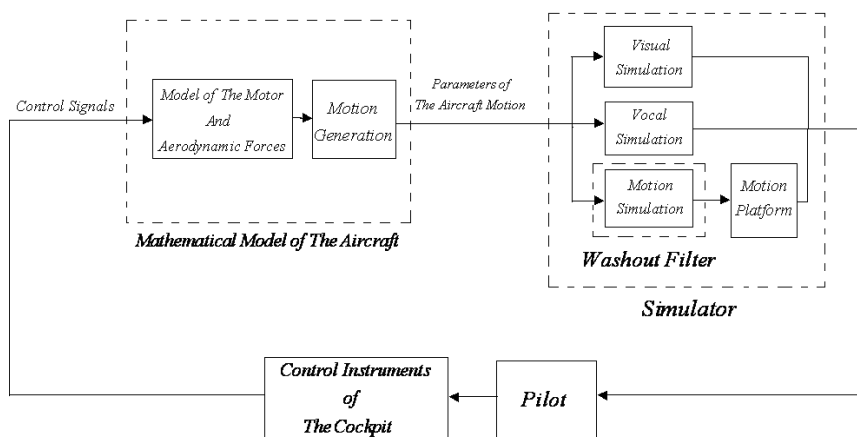 Control Signals
Model of The Motor
And
Aerodynamic Forces
Motion
Generation
Mathematical Model of The Aircraft
Parameters of
The Aircraft Motion
Visual
Simulation
Vocal
Simulation
Motion
Simulation
Motion
Platform
Washout Filter
Simulator
Control Instruments
of
The Cockpit
Pilot